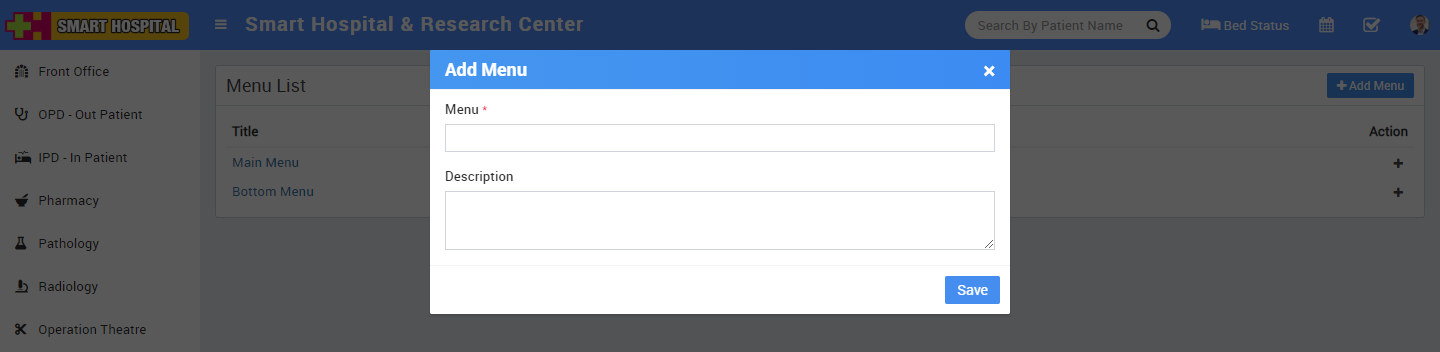 SMART HOSPITAL
Smart Hospital & Research Center
Search By Patient Name
Bed Status
Front Office
OPD - Out Patient
IPD - In Patient
Pharmacy
Pathology
Radiology
Operation Theatre
Menu List
Add Menu
Title
Action
Main Menu
Bottom Menu
Add Menu
Menu *
Description
Save